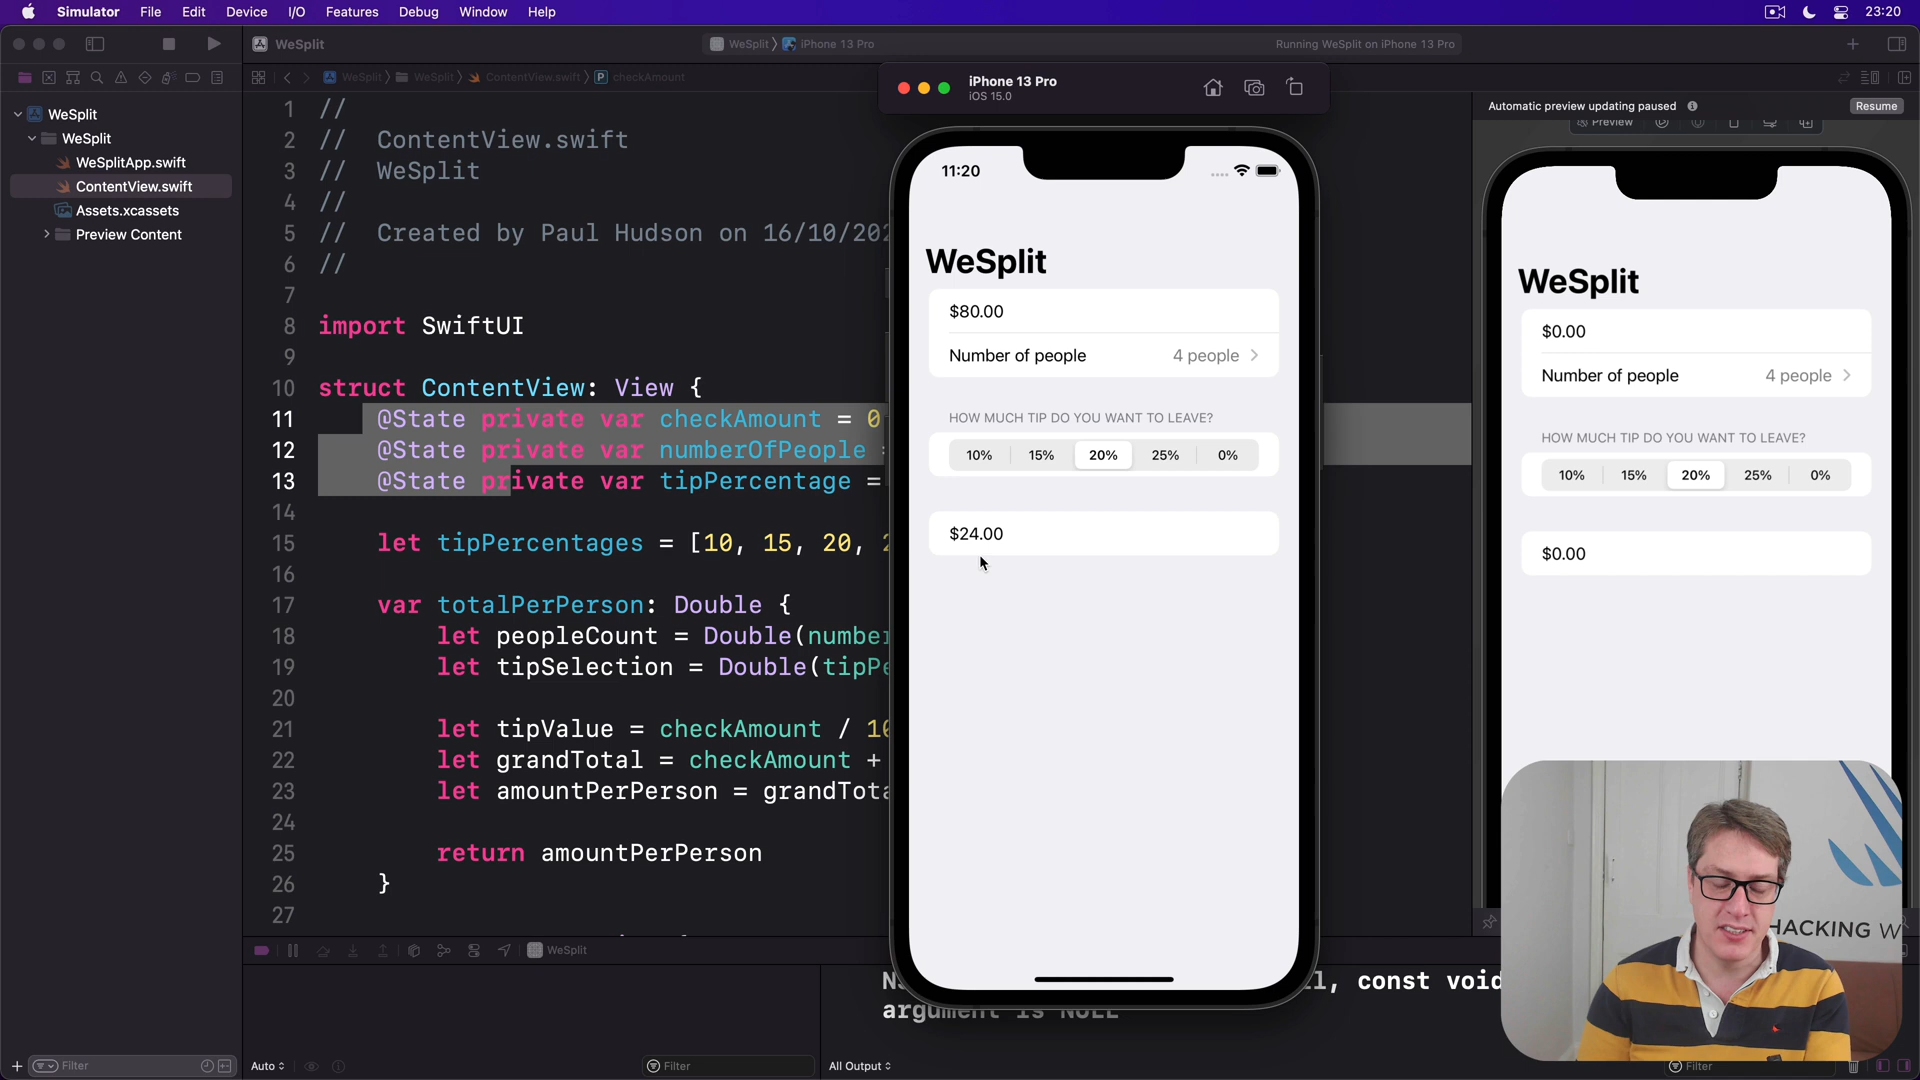 Simulator File Edit Device I/O Features Debug Window Help 23:20
WeSplit WeSplit iPhone 13 Pro Running WeSplit on iPhone 13 Pro
WeSplit WeSplit ContentView.swift P checkAmount
iPhone 13 Pro
iOS 15.0
Automatic preview updating paused Resume
Preview
WeSplit
WeSplit
WeSplitApp.swift
ContentView.swift
Assets.xcassets
Preview Content
1 //
2 // ContentView.swift
3 // WeSplit
4 //
5 // Created by Paul Hudson on 16/10/202
6 //
7
8 import SwiftUI
9
10 struct ContentView: View {
11 @State private var checkAmount = 0
12 @State private var numberOfPeople =
13 @State private var tipPercentage =
14
15 let tipPercentages = [10, 15, 20, 2
16
17 var totalPerPerson: Double {
18 let peopleCount = Double(number
19 let tipSelection = Double(tipPe
20
21 let tipValue = checkAmount / 10
22 let grandTotal = checkAmount +
23 let amountPerPerson = grandTota
24
25 return amountPerPerson
26 }
27
11:20
WeSplit
$80.00
Number of people 4 people
HOW MUCH TIP DO YOU WANT TO LEAVE?
10% 15% 20% 25% 0%
$24.00
WeSplit
$0.00
Number of people 4 people
HOW MUCH TIP DO YOU WANT TO LEAVE?
10% 15% 20% 25% 0%
$0.00
HACKING W
WeSplit
l, const void
argument is NULL
Filter
Auto
Filter
All Output
Filter